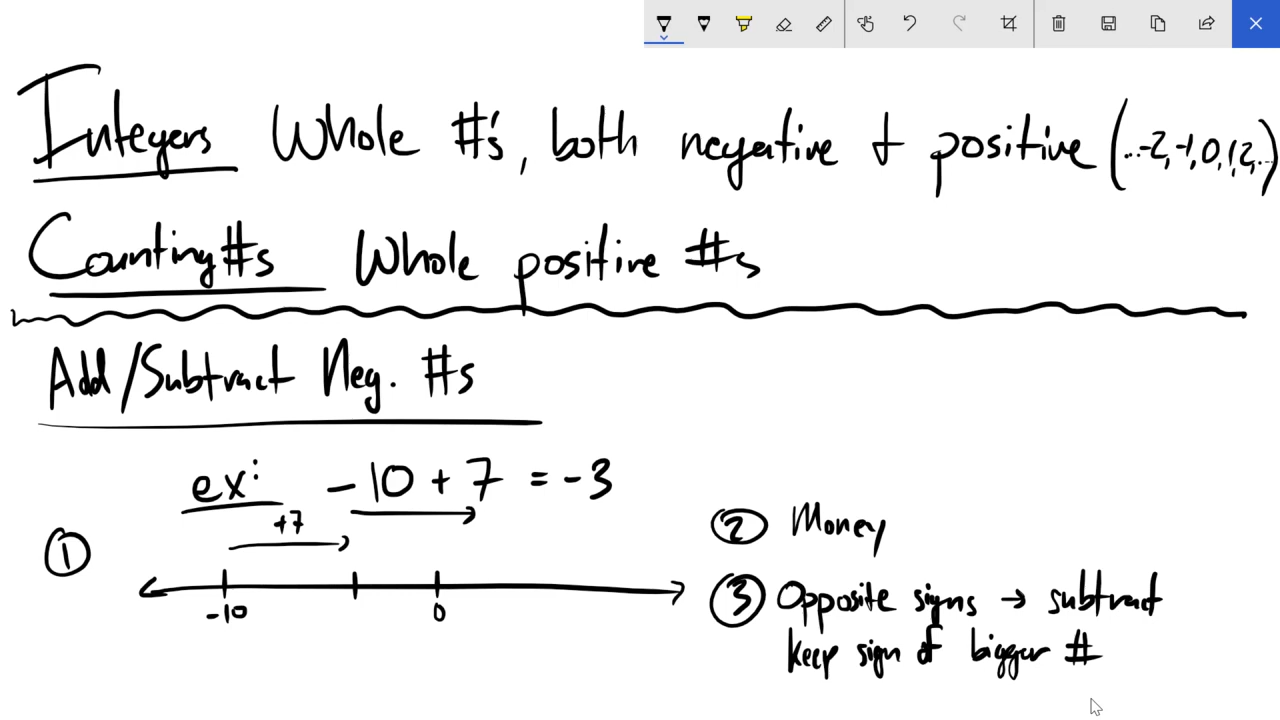 Integers Whole #'s, both negative + positive (...-2,-1,0,1,2,...)
Counting #s Whole positive #s
Add/Subtract Neg. #s
ex: -10 + 7 = -3
+7
①
-10 0
② Money
③ Opposite signs → subtract
keep sign of bigger #